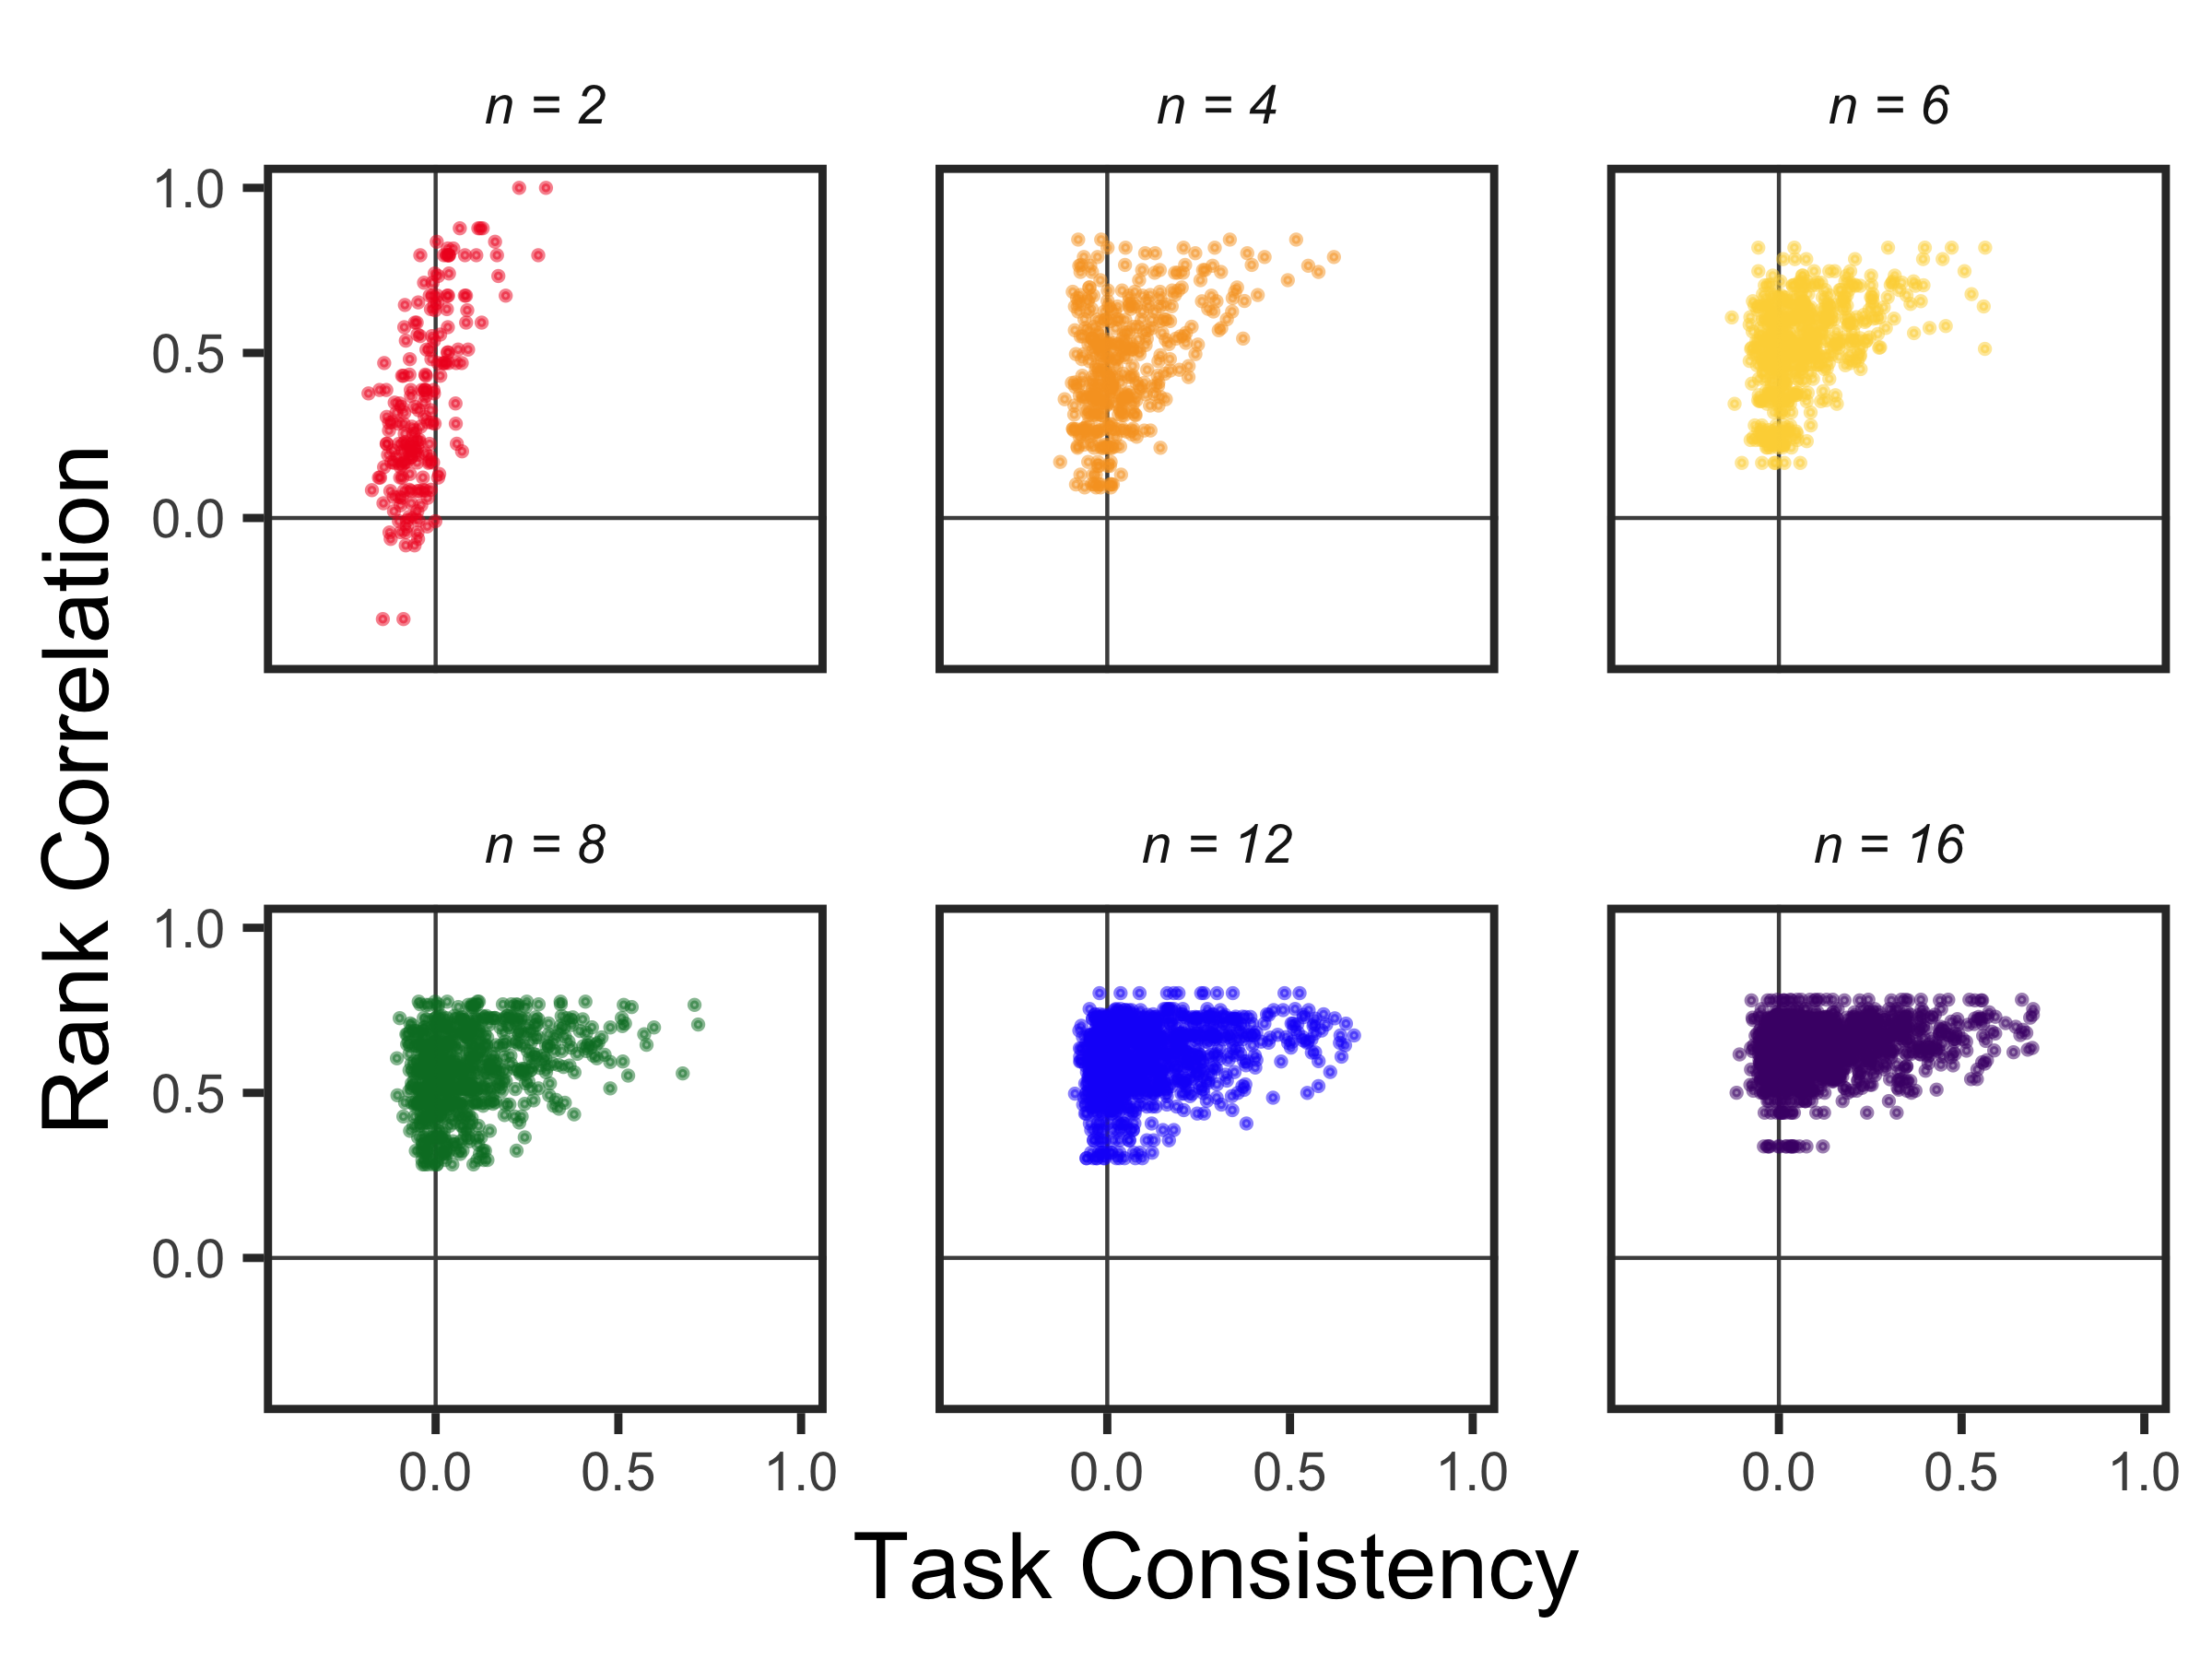 n = 2
n = 4
n = 6
1.0
0.5
0.0
Rank Correlation
n = 8
n = 12
n = 16
1.0
0.5
0.0
0.0 0.5 1.0
0.0 0.5 1.0
0.0 0.5 1.0
Task Consistency